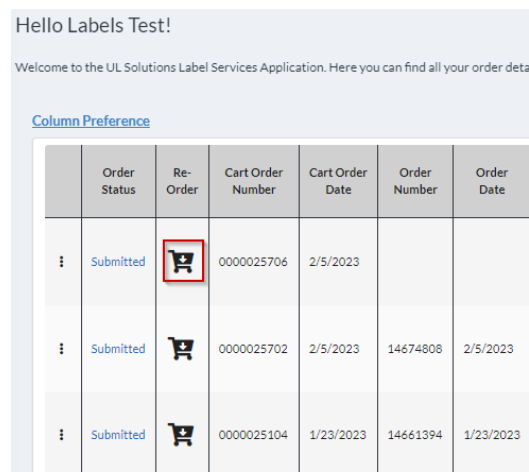 Hello Labels Test!
Welcome to the UL Solutions Label Services Application. Here you can find all your order deta
Column Preference
Order Status Re-Order Cart Order Number Cart Order Date Order Number Order Date
Submitted 0000025706 2/5/2023
Submitted 0000025702 2/5/2023 14674808 2/5/2023
Submitted 0000025104 1/23/2023 14661394 1/23/2023